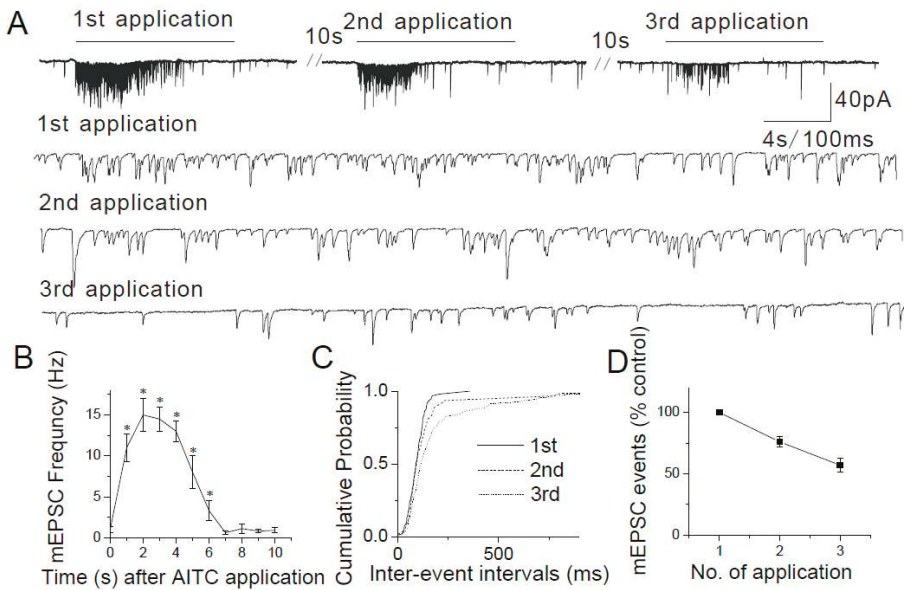 A
1st application
2nd application
3rd application
10s
10s
40pA
4s/100ms
1st application
2nd application
3rd application
B
mEPSC Frequncy (Hz)
15
10
5
0
0 2 4 6 8 10
* * * * * *
Time (s) after AITC application
C
Cumulative Probability
1.0
0.5
0.0
1st
2nd
3rd
0 500
Inter-event intervals (ms)
D
mEPSC events (% control)
100
50
0
1 2 3
No. of application